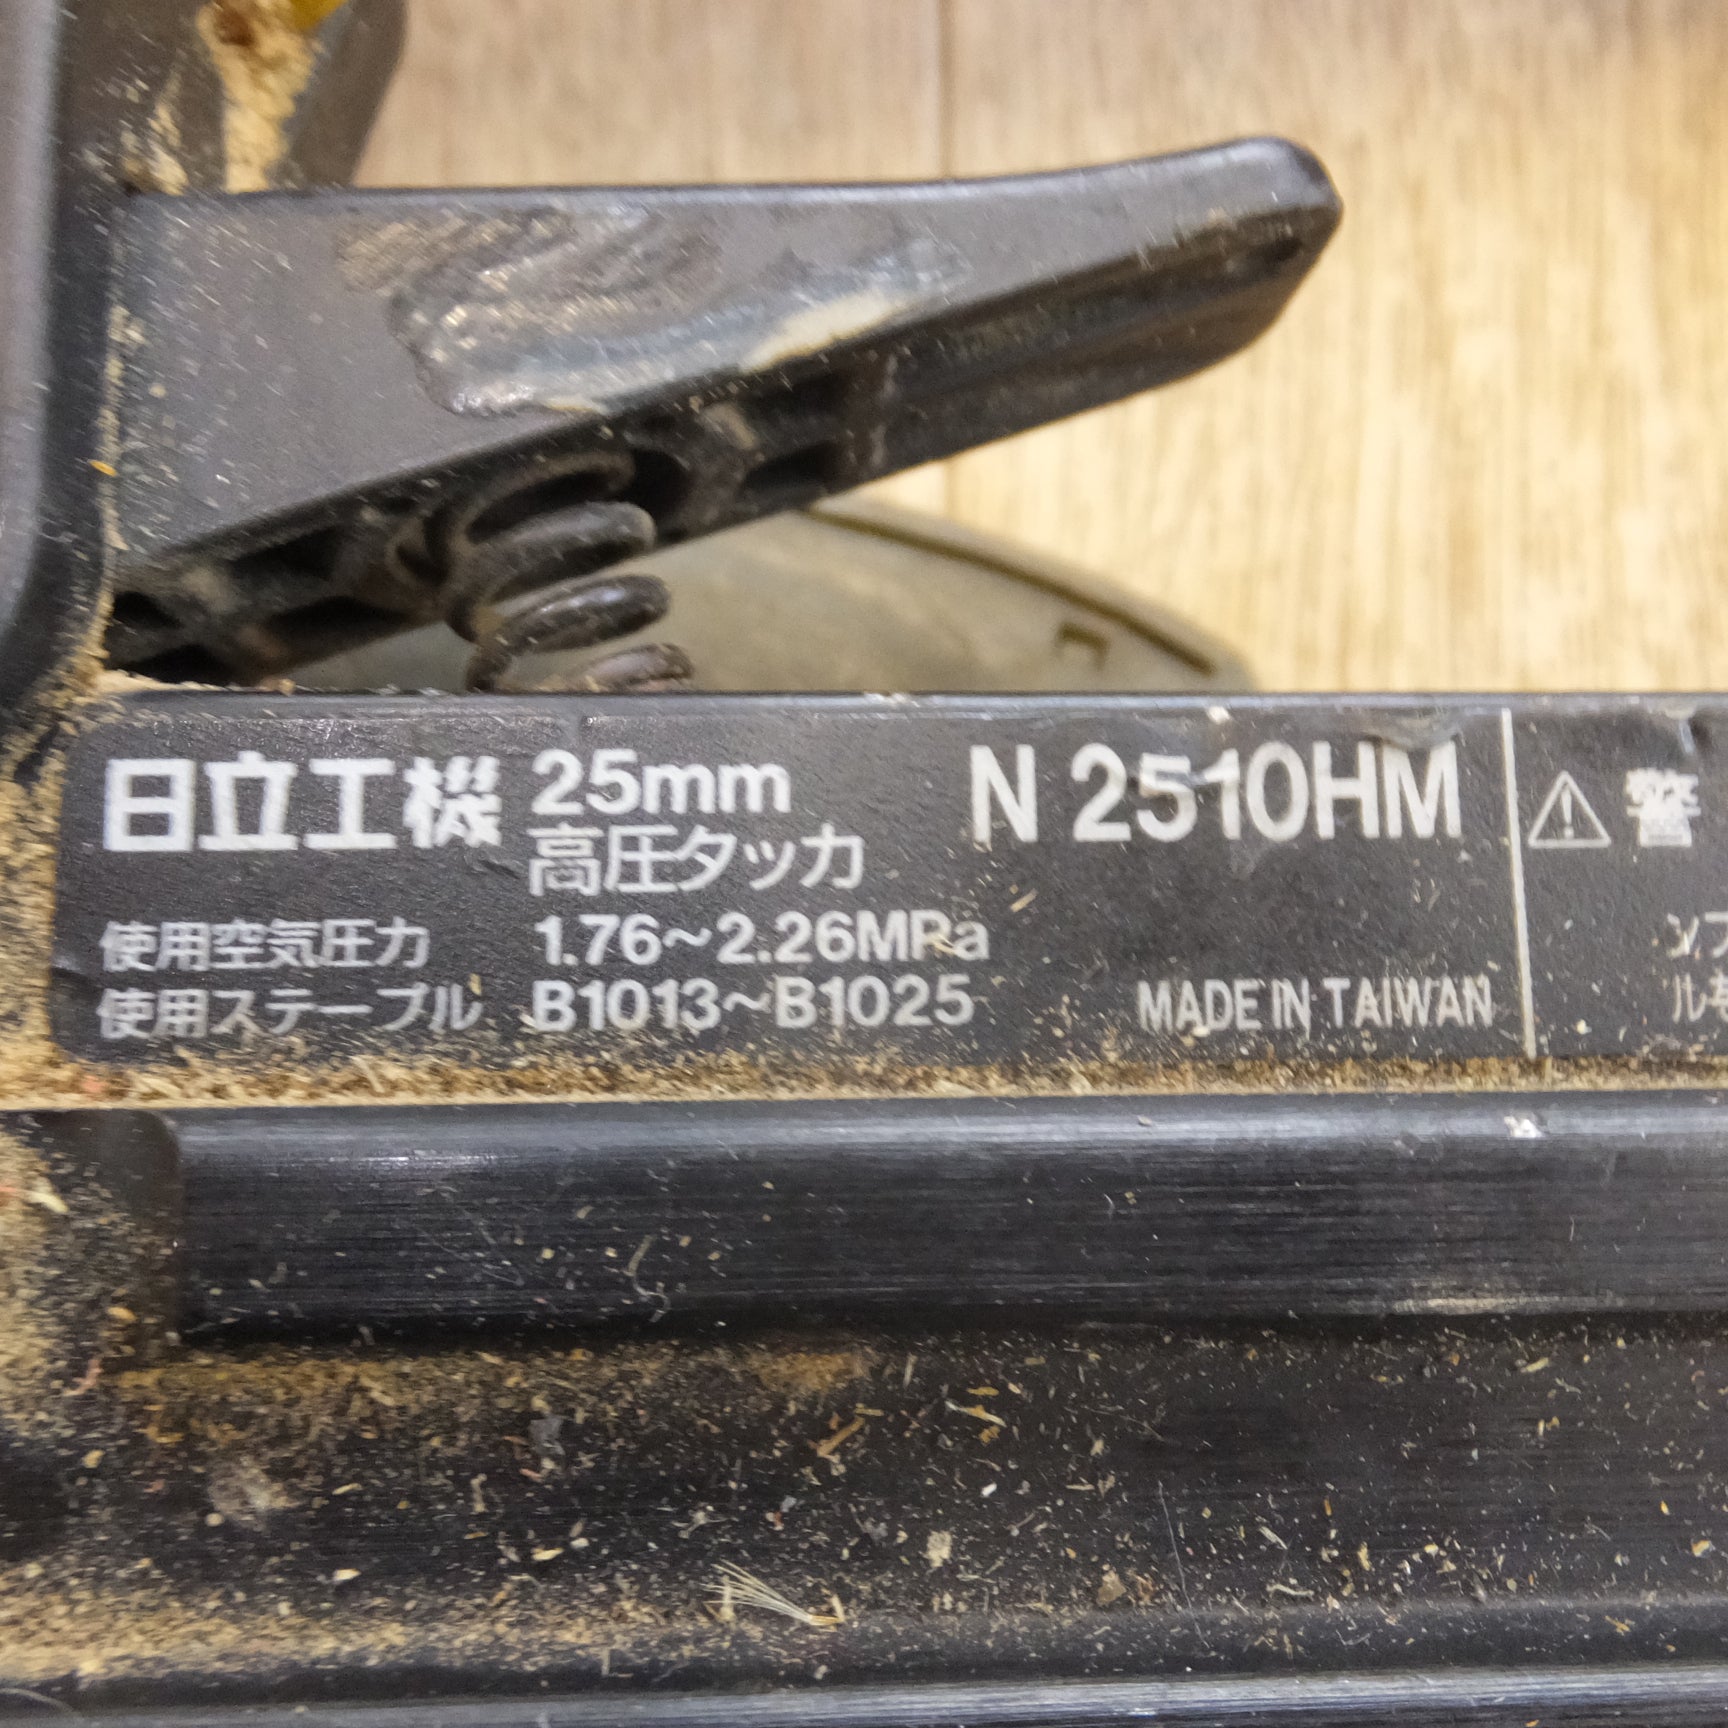 日立工機 25mm N 2510HM
高圧タッカ
使用空気圧力 1.76~2.26MPa
使用ステープル B1013~B1025
MADE IN TAIWAN
警